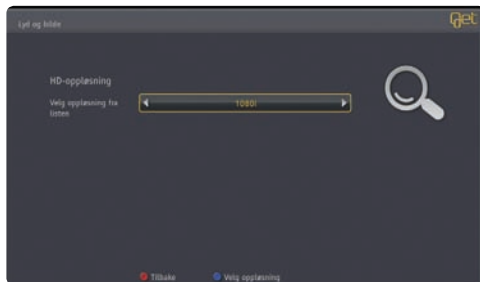 Lyd og bilde
Get
HD-oppløsning
Velg oppløsning fra
listen
1080i
Tilbake
Velg oppløsning